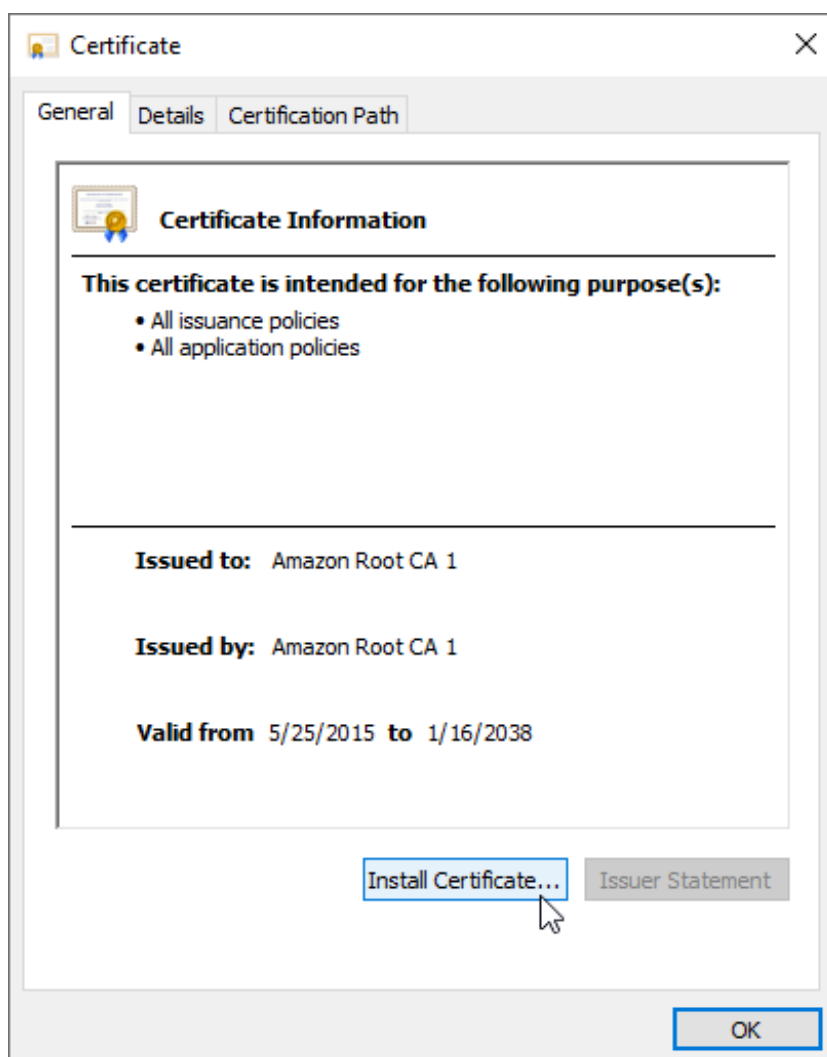 Certificate
General Details Certification Path
Certificate Information
This certificate is intended for the following purpose(s):
• All issuance policies
• All application policies
Issued to: Amazon Root CA 1
Issued by: Amazon Root CA 1
Valid from 5/25/2015 to 1/16/2038
Install Certificate... Issuer Statement
OK